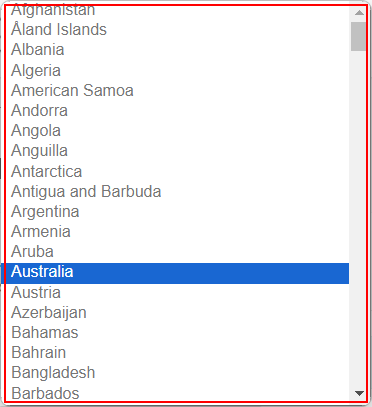 Afghanistan
Åland Islands
Albania
Algeria
American Samoa
Andorra
Angola
Anguilla
Antarctica
Antigua and Barbuda
Argentina
Armenia
Aruba
Australia
Austria
Azerbaijan
Bahamas
Bahrain
Bangladesh
Barbados